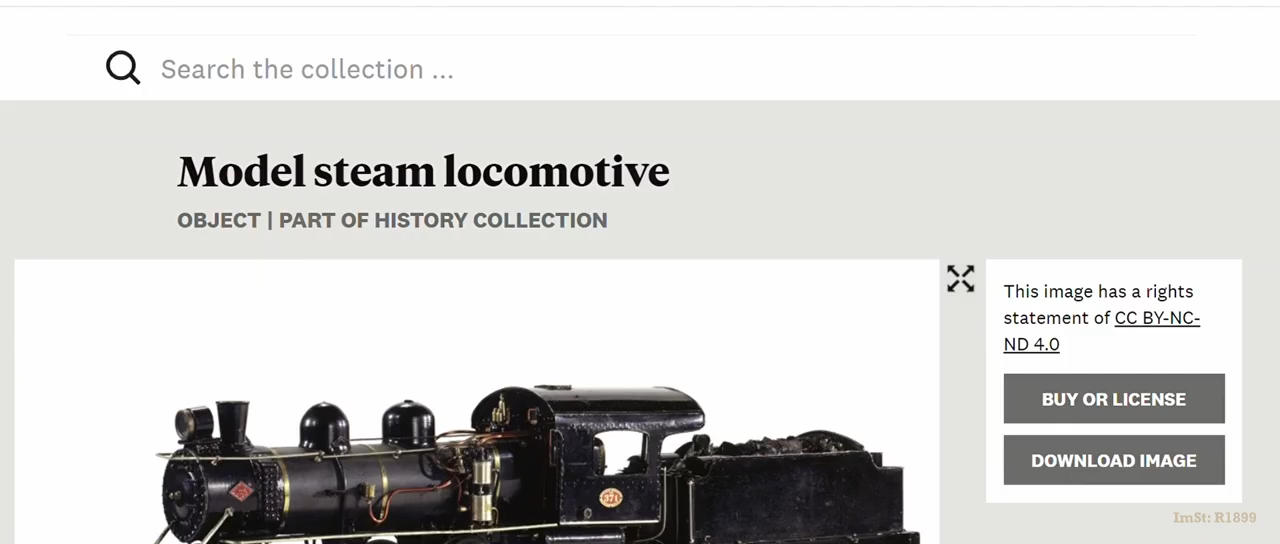 Search the collection ...
Model steam locomotive
OBJECT | PART OF HISTORY COLLECTION
This image has a rights
statement of CC BY-NC-
ND 4.0
BUY OR LICENSE
DOWNLOAD IMAGE
371
ImSt: R1899